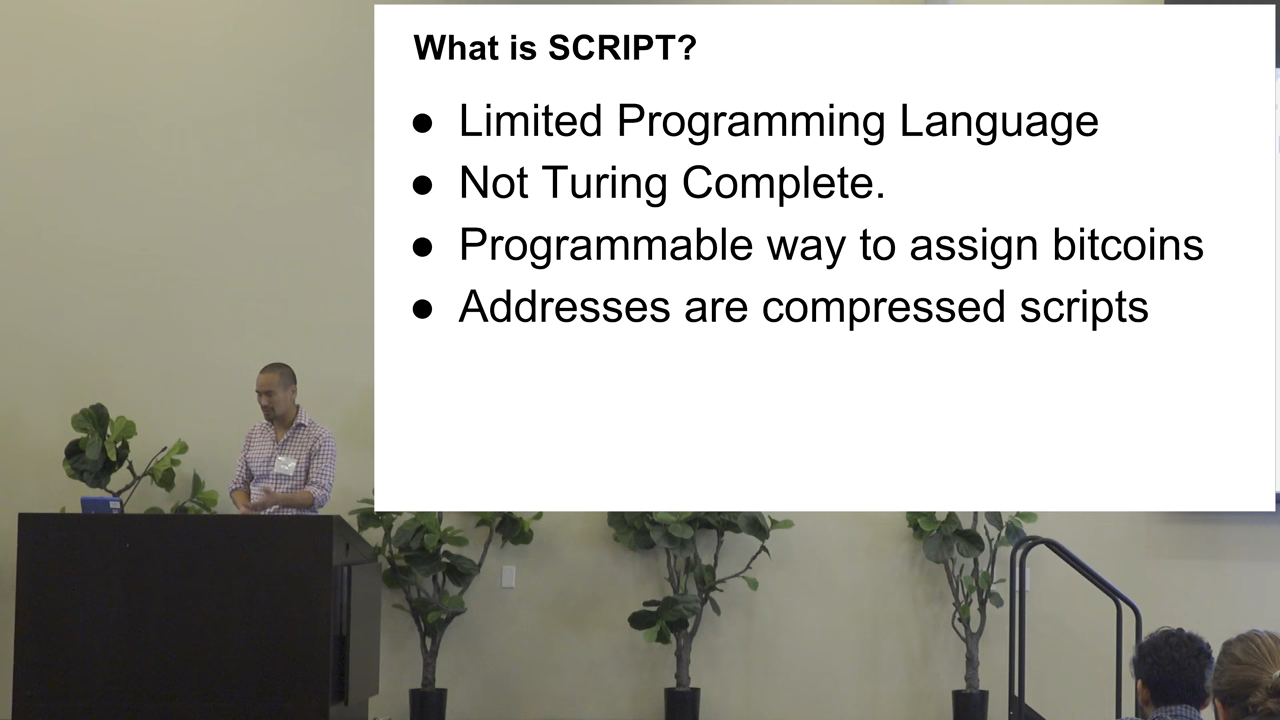 What is SCRIPT?
● Limited Programming Language
● Not Turing Complete.
● Programmable way to assign bitcoins
● Addresses are compressed scripts